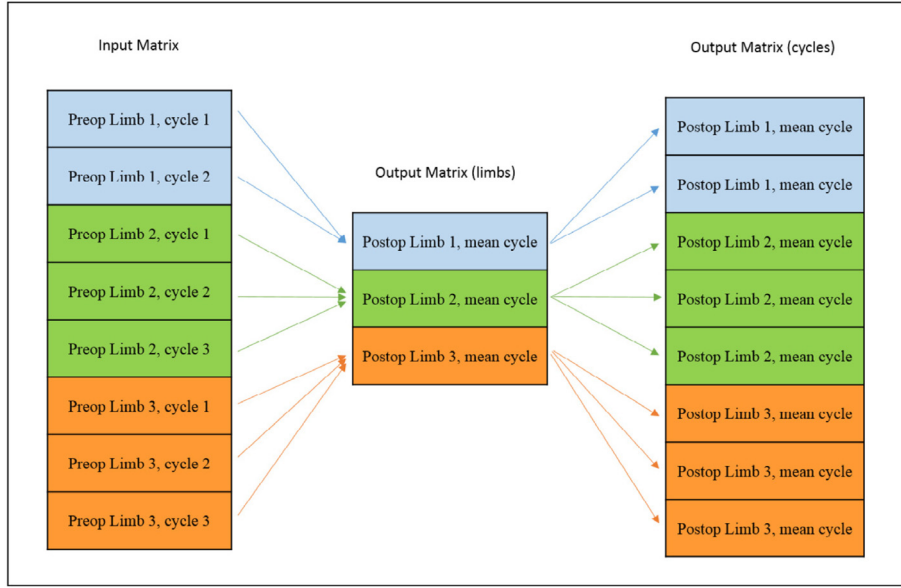 Input Matrix
Preop Limb 1, cycle 1
Preop Limb 1, cycle 2
Preop Limb 2, cycle 1
Preop Limb 2, cycle 2
Preop Limb 2, cycle 3
Preop Limb 3, cycle 1
Preop Limb 3, cycle 2
Preop Limb 3, cycle 3
Output Matrix (limbs)
Postop Limb 1, mean cycle
Postop Limb 2, mean cycle
Postop Limb 3, mean cycle
Output Matrix (cycles)
Postop Limb 1, mean cycle
Postop Limb 1, mean cycle
Postop Limb 2, mean cycle
Postop Limb 2, mean cycle
Postop Limb 2, mean cycle
Postop Limb 3, mean cycle
Postop Limb 3, mean cycle
Postop Limb 3, mean cycle